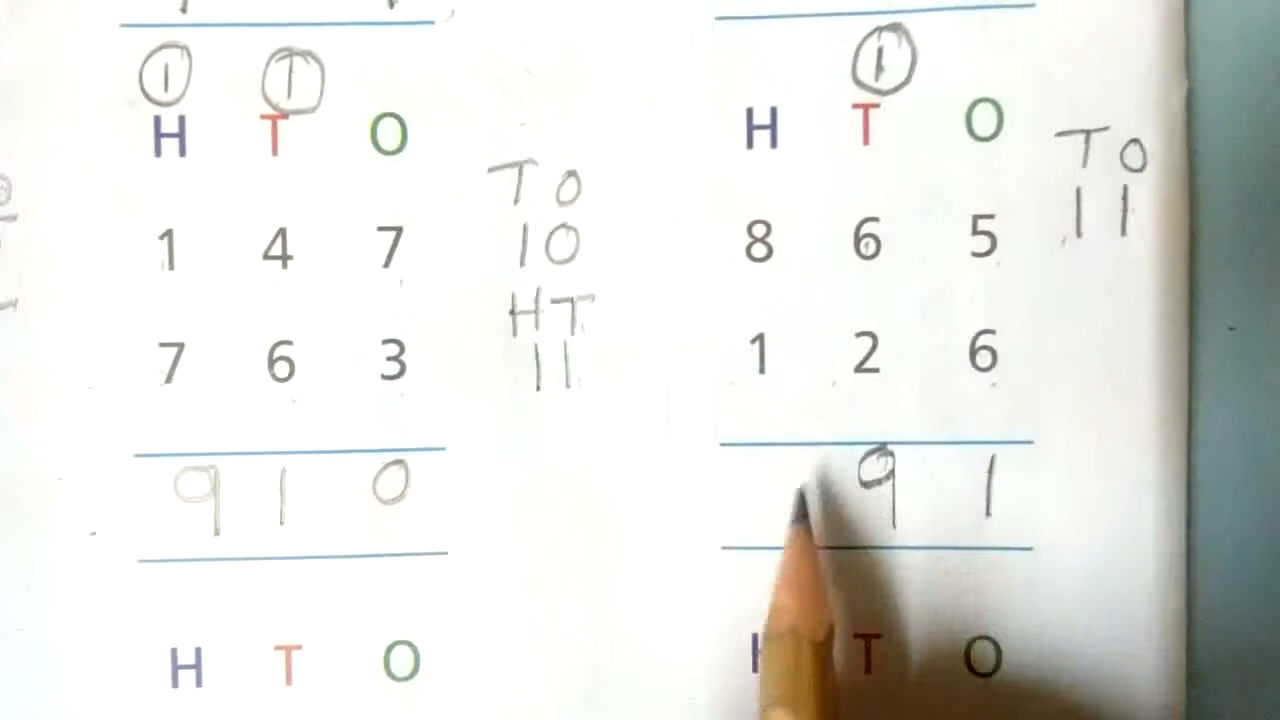 1 1
H T O
1 4 7
7 6 3
9 1 0
T O
1 0
H T
1 1
H T O
1
H T O
8 6 5
1 2 6
9 1
T O
1 1
T O